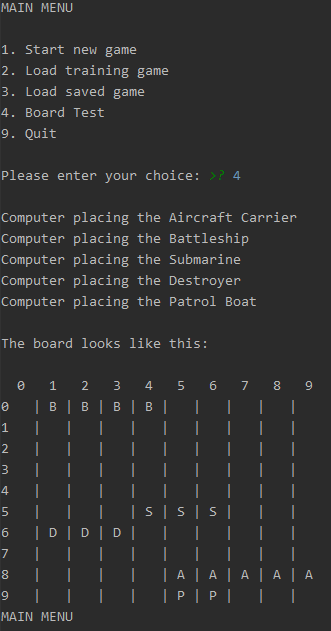 MAIN MENU

1. Start new game
2. Load training game
3. Load saved game
4. Board Test
9. Quit

Please enter your choice: >? 4

Computer placing the Aircraft Carrier
Computer placing the Battleship
Computer placing the Submarine
Computer placing the Destroyer
Computer placing the Patrol Boat

The board looks like this:

  0   1   2   3   4   5   6   7   8   9
0   | B | B | B | B |   |   |   |   |
1   |   |   |   |   |   |   |   |   |
2   |   |   |   |   |   |   |   |   |
3   |   |   |   |   |   |   |   |   |
4   |   |   |   |   |   |   |   |   |
5   |   |   |   | S | S | S |   |   |
6   | D | D | D |   |   |   |   |   |
7   |   |   |   |   |   |   |   |   |
8   |   |   |   |   | A | A | A | A | A
9   |   |   |   |   | P | P |   |   |
MAIN MENU